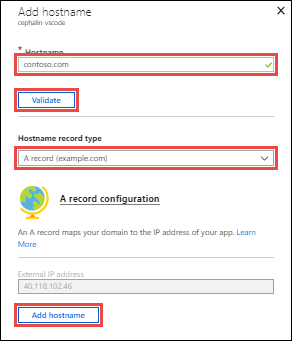 Add hostname
cephalin-vscode
* Hostname
contoso.com
Validate
Hostname record type
A record (example.com)
A record configuration
An A record maps your domain to the IP address of your app. Learn
More
External IP address
40.118.102.46
Add hostname